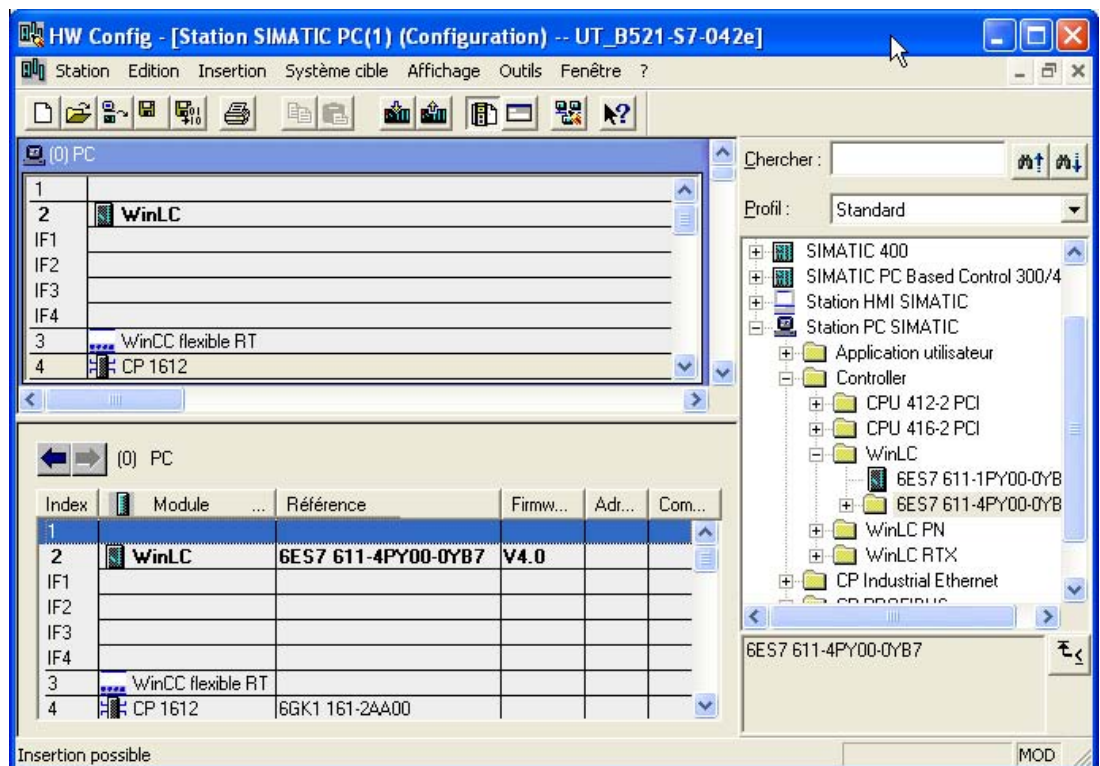 HW Config - [Station SIMATIC PC(1) (Configuration) -- UT_B521-S7-042e]
Station Edition Insertion Système cible Affichage Outils Fenêtre ?
(0) PC
1
2 WinLC
IF1
IF2
IF3
IF4
3 WinCC flexible RT
4 CP 1612
(0) PC
Index Module ... Référence Firmw... Adr... Com...
1
2 WinLC 6ES7 611-4PY00-0YB7 V4.0
IF1
IF2
IF3
IF4
3 WinCC flexible RT
4 CP 1612 6GK1 161-2AA00
Chercher :
Profil : Standard
SIMATIC 400
SIMATIC PC Based Control 300/4
Station HMI SIMATIC
Station PC SIMATIC
Application utilisateur
Controller
CPU 412-2 PCI
CPU 416-2 PCI
WinLC
6ES7 611-1PY00-0YB
6ES7 611-4PY00-0YB
WinLC PN
WinLC RTX
CP Industrial Ethernet
CP PROFIBUS
6ES7 611-4PY00-0YB7
Insertion possible MOD